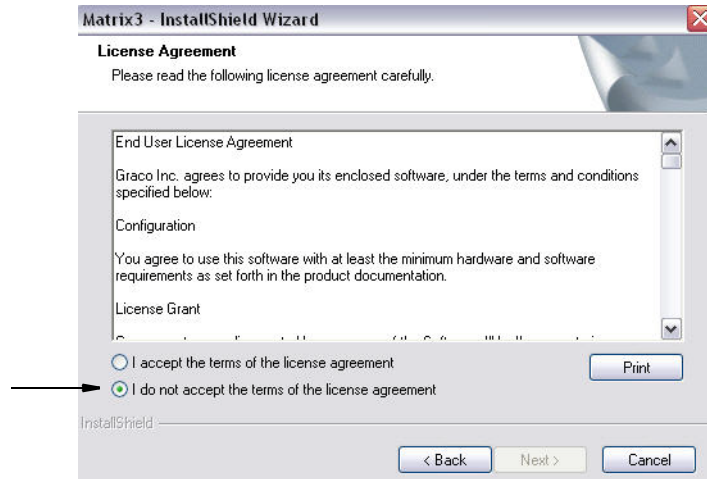 Matrix3 - InstallShield Wizard
License Agreement
Please read the following license agreement carefully.
End User License Agreement
Graco Inc. agrees to provide you its enclosed software, under the terms and conditions
specified below:
Configuration
You agree to use this software with at least the minimum hardware and software
requirements as set forth in the product documentation.
License Grant
I accept the terms of the license agreement
Print
I do not accept the terms of the license agreement
InstallShield
< Back
Next >
Cancel